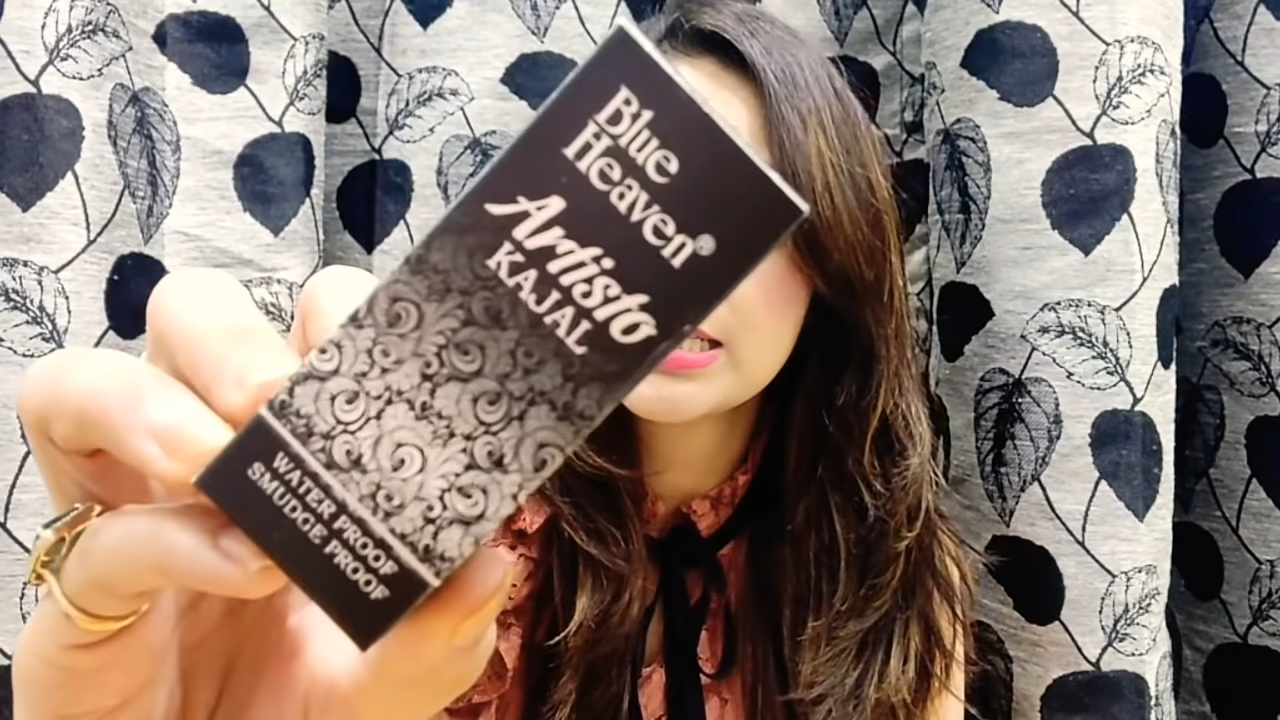 Blue
Heaven®
Artisto
KAJAL
WATER PROOF
SMUDGE PROOF